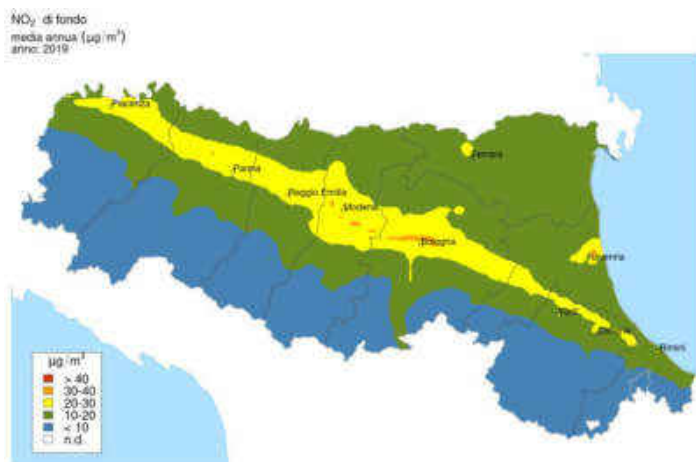 NO₂ di fondo
media annua (µg/m³)
anno: 2019
Piacenza
Parma
Reggio Emilia
Modena
Bologna
Ferrara
Ravenna
Rimini
µg/m³
> 40
30-40
20-30
10-20
< 10
n.d.